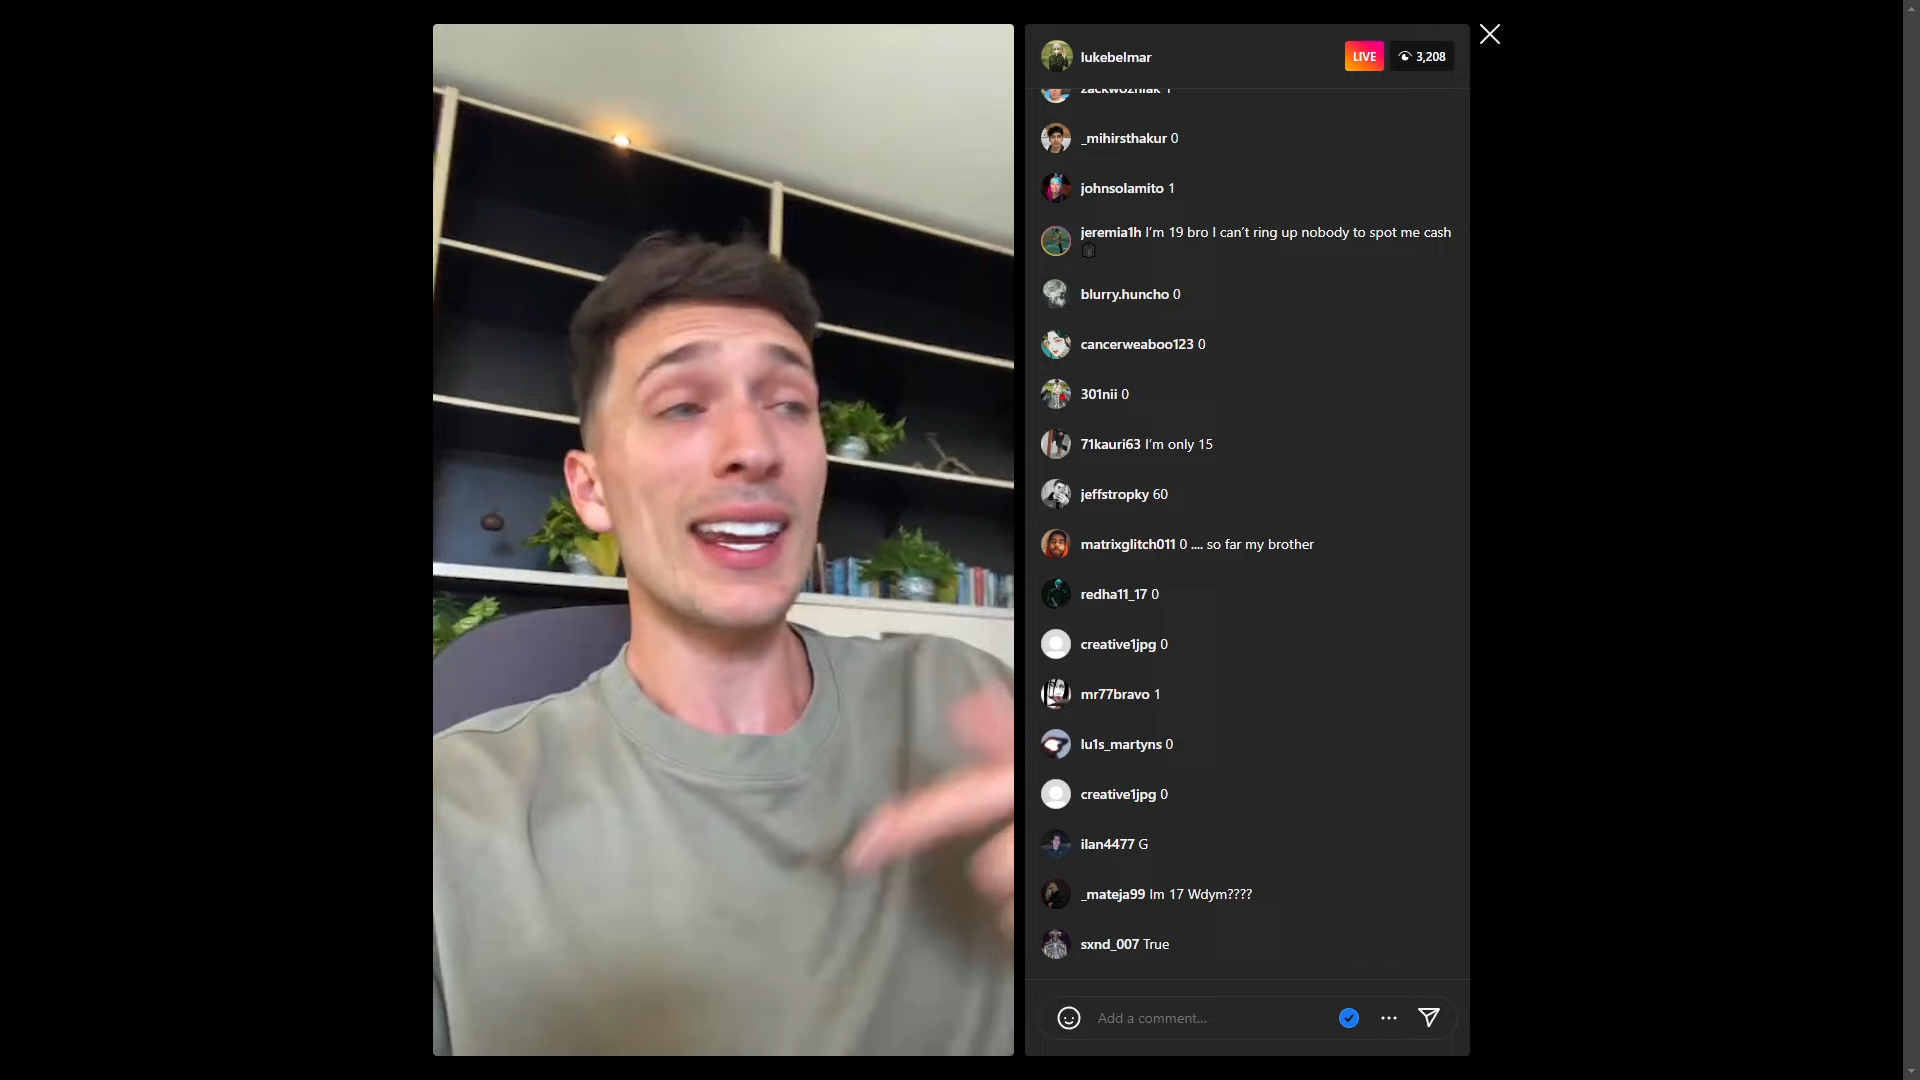 lukebelmar
LIVE
3,208
zackwozniak 1
_mihirsthakur 0
johnsolamito 1
jeremia1h I'm 19 bro I can't ring up nobody to spot me cash
blurry.huncho 0
cancerweaboo123 0
301nii 0
71kauri63 I'm only 15
jeffstropky 60
matrixglitch011 0 .... so far my brother
redha11_17 0
creative1jpg 0
mr77bravo 1
lu1s_martyns 0
creative1jpg 0
ilan4477 G
_mateja99 Im 17 Wdym????
sxnd_007 True
Add a comment...